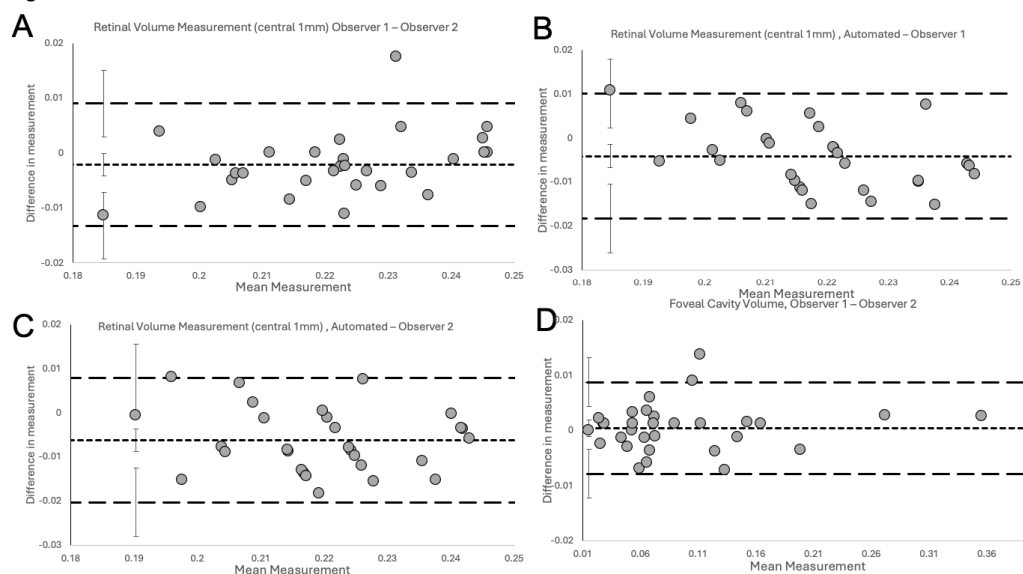 A
Retinal Volume Measurement (central 1mm) Observer 1 – Observer 2
Difference in measurement
0.02
0.01
0
-0.01
-0.02
0.18 0.19 0.2 0.21 0.22 0.23 0.24 0.25
Mean Measurement
B
Retinal Volume Measurement (central 1mm) , Automated – Observer 1
Difference in measurement
0.02
0.01
0
-0.01
-0.02
-0.03
0.18 0.19 0.2 0.21 0.22 0.23 0.24 0.25
Mean Measurement
C
Retinal Volume Measurement (central 1mm) , Automated – Observer 2
Difference in measurement
0.02
0.01
0
-0.01
-0.02
-0.03
0.18 0.19 0.2 0.21 0.22 0.23 0.24 0.25
Mean Measurement
D
Foveal Cavity Volume, Observer 1 – Observer 2
Difference in measurement
0.02
0.01
0
-0.01
-0.02
0.01 0.06 0.11 0.16 0.21 0.26 0.31 0.36
Mean Measurement